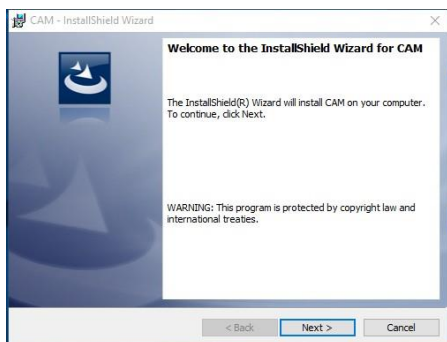 CAM - InstallShield Wizard
Welcome to the InstallShield Wizard for CAM
The InstallShield(R) Wizard will install CAM on your computer.
To continue, click Next.
WARNING: This program is protected by copyright law and
international treaties.
< Back
Next >
Cancel